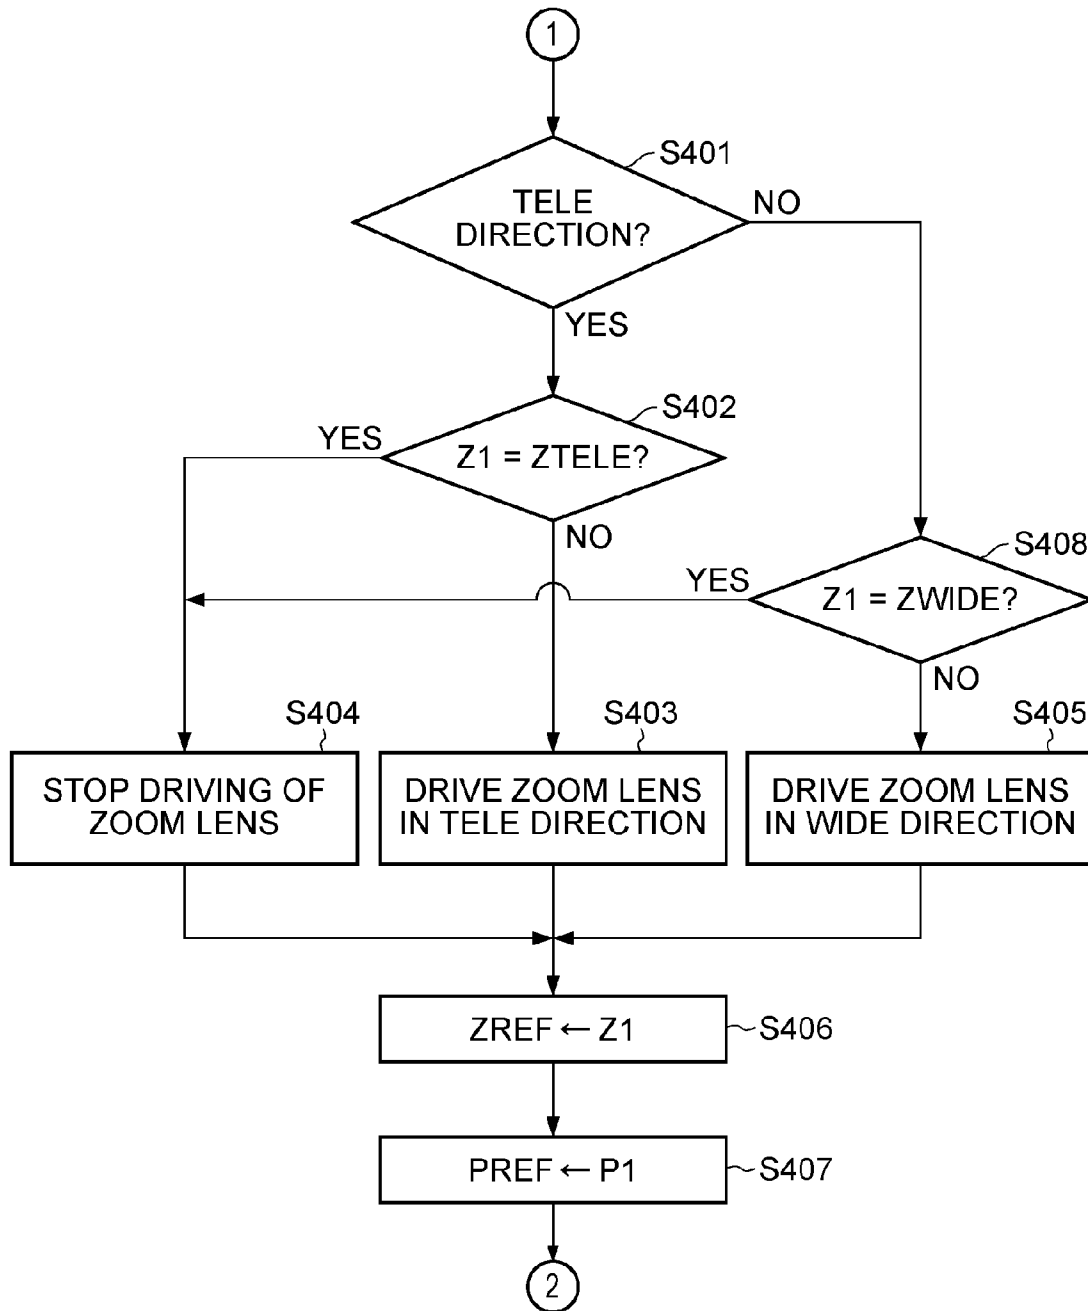 1
S401
TELE
DIRECTION?
NO
YES
S402
YES
Z1 = ZTELE?
NO
S408
YES
Z1 = ZWIDE?
NO
S404
STOP DRIVING OF
ZOOM LENS
S403
DRIVE ZOOM LENS
IN TELE DIRECTION
S405
DRIVE ZOOM LENS
IN WIDE DIRECTION
ZREF ← Z1
S406
PREF ← P1
S407
2